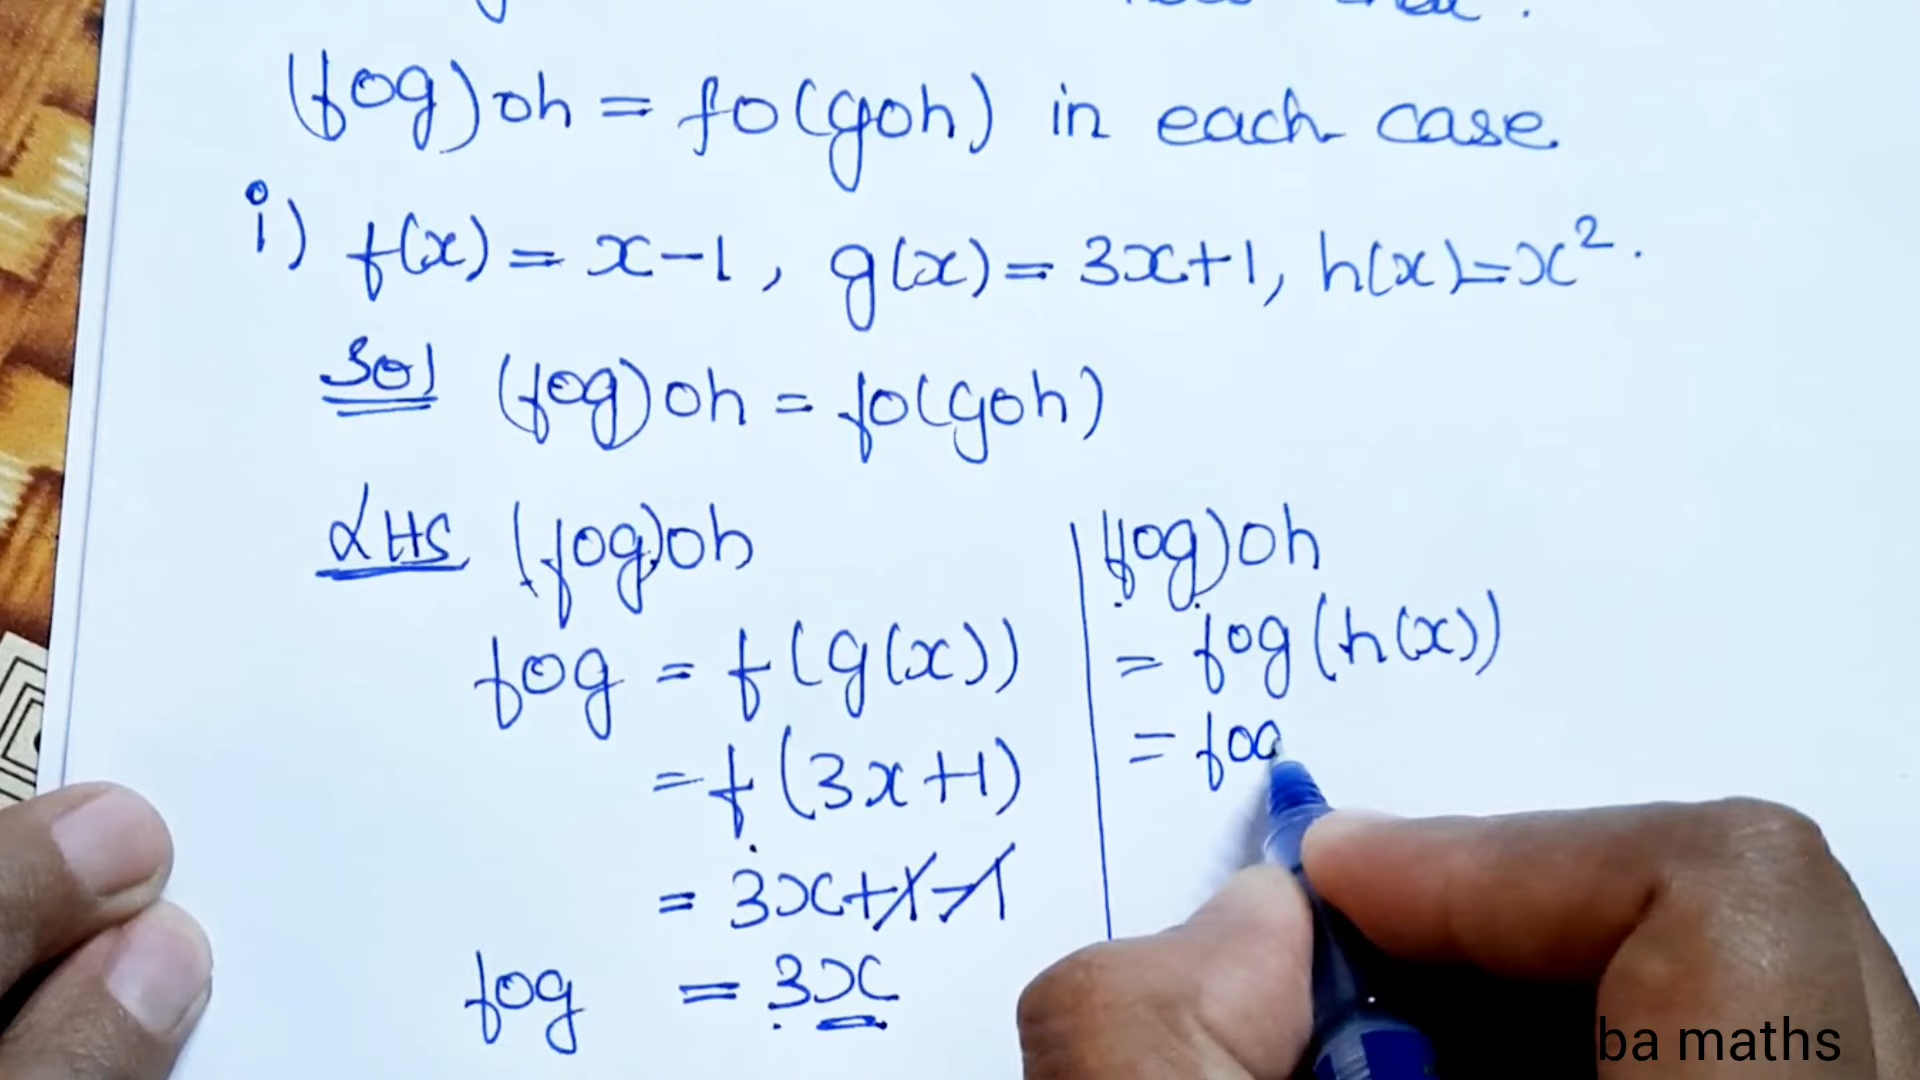 (fog)oh = fo(goh) in each case
i) f(x) = x-1, g(x) = 3x+1, h(x)=x².
Sol (fog)oh = fo(goh)
LHS (fog)oh
fog = f(g(x))
= f(3x+1)
= 3x+1-1
fog = 3x
(fog)oh
= fog(h(x))
= fog
ba maths